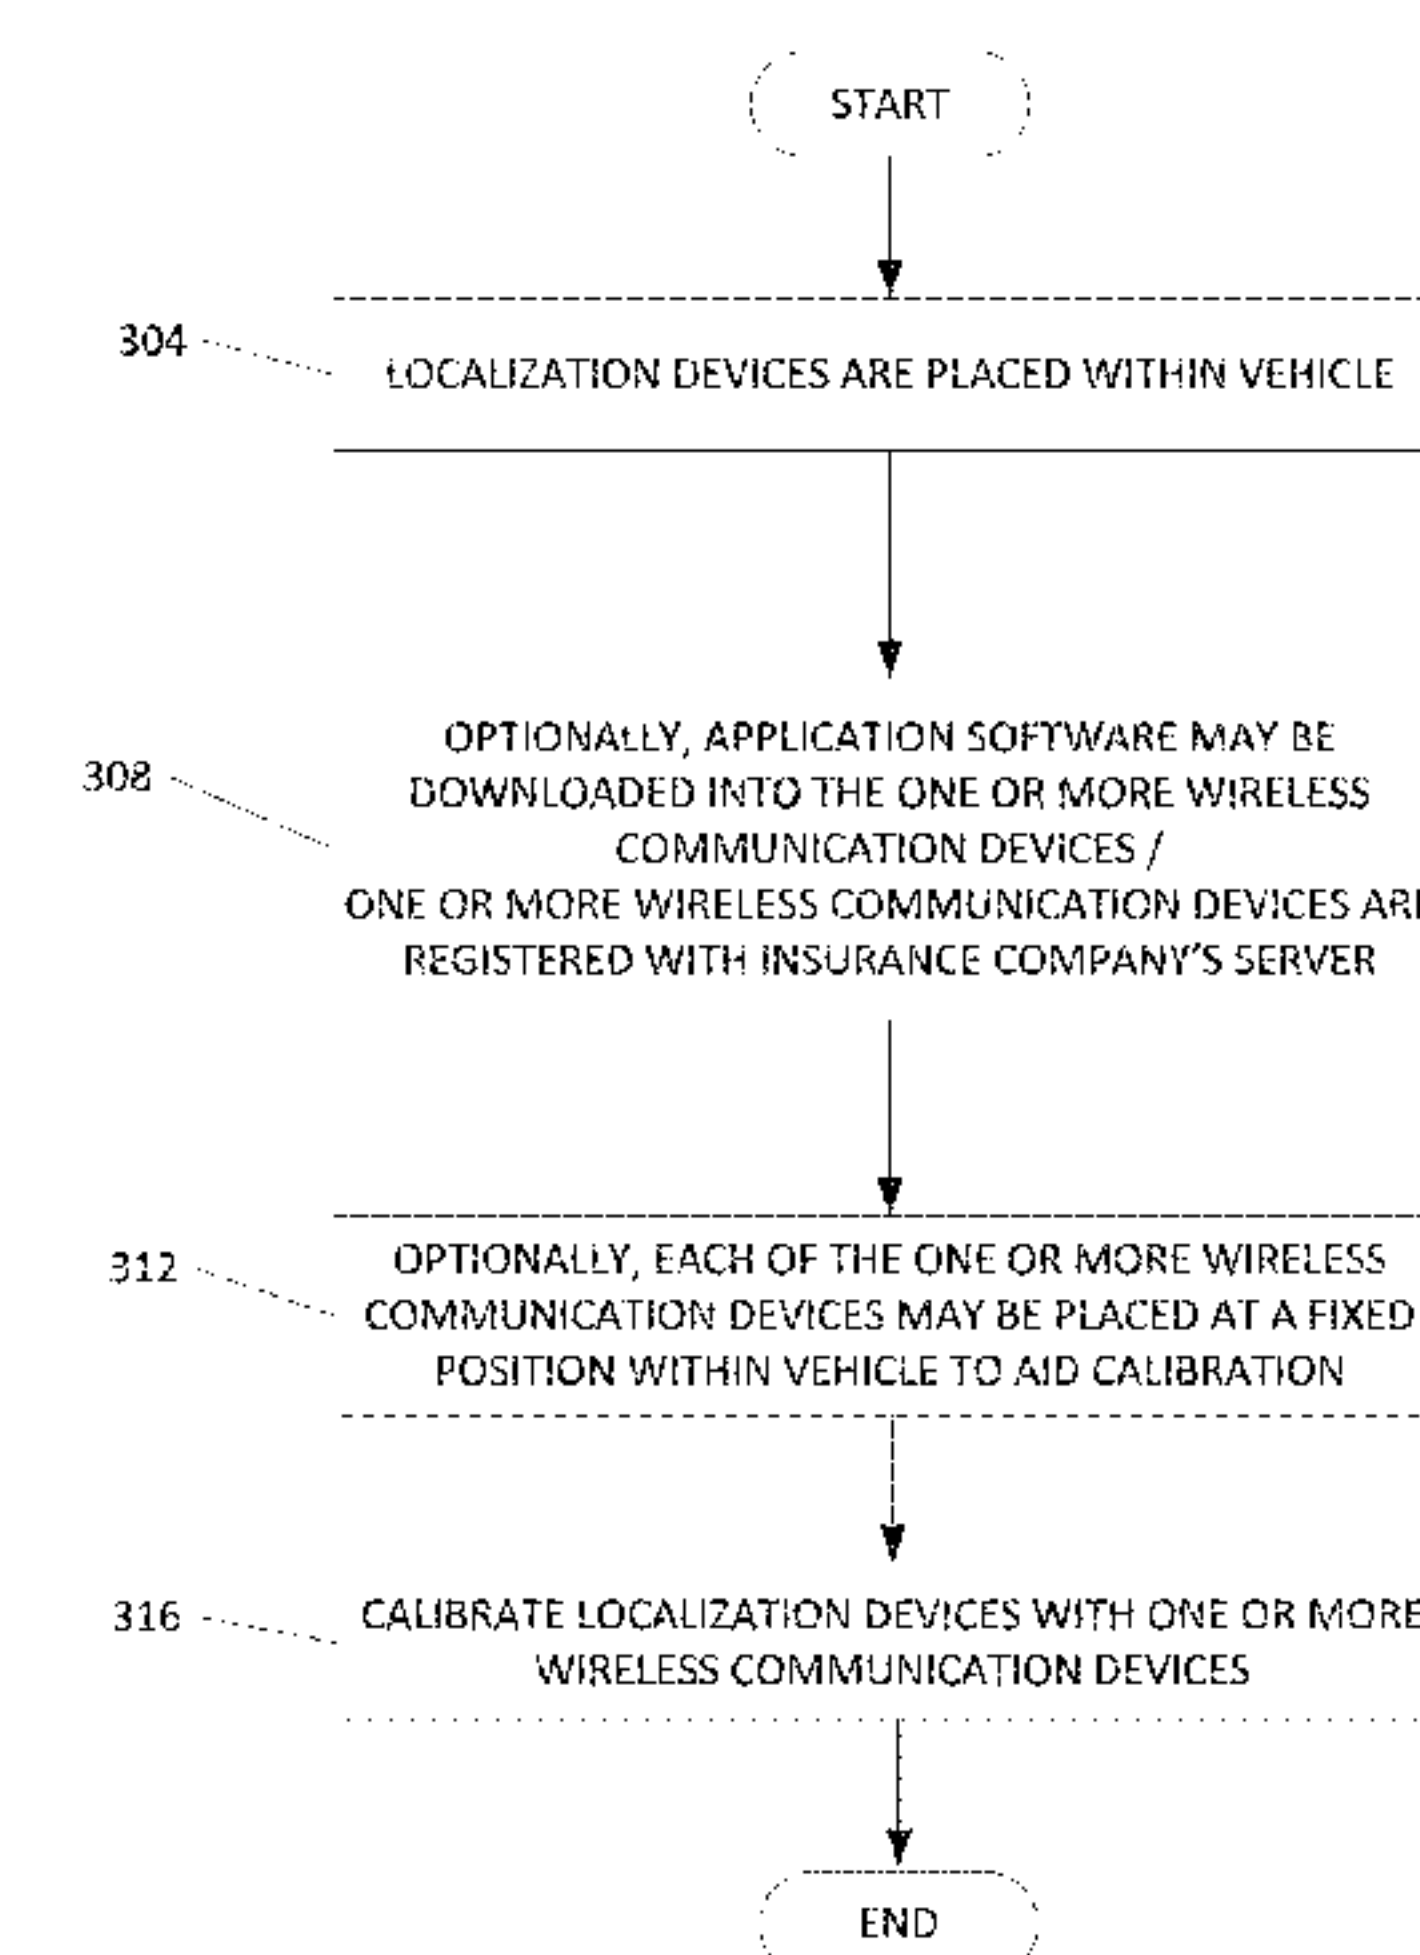 START
304
LOCALIZATION DEVICES ARE PLACED WITHIN VEHICLE
308
OPTIONALLY, APPLICATION SOFTWARE MAY BE
DOWNLOADED INTO THE ONE OR MORE WIRELESS
COMMUNICATION DEVICES /
ONE OR MORE WIRELESS COMMUNICATION DEVICES ARE
REGISTERED WITH INSURANCE COMPANY'S SERVER
312
OPTIONALLY, EACH OF THE ONE OR MORE WIRELESS
COMMUNICATION DEVICES MAY BE PLACED AT A FIXED
POSITION WITHIN VEHICLE TO AID CALIBRATION
316
CALIBRATE LOCALIZATION DEVICES WITH ONE OR MORE
WIRELESS COMMUNICATION DEVICES
END